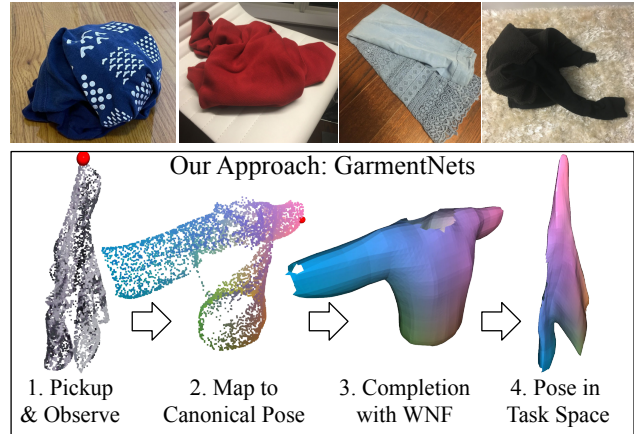 Our Approach: GarmentNets
1. Pickup
& Observe
2. Map to
Canonical Pose
3. Completion
with WNF
4. Pose in
Task Space